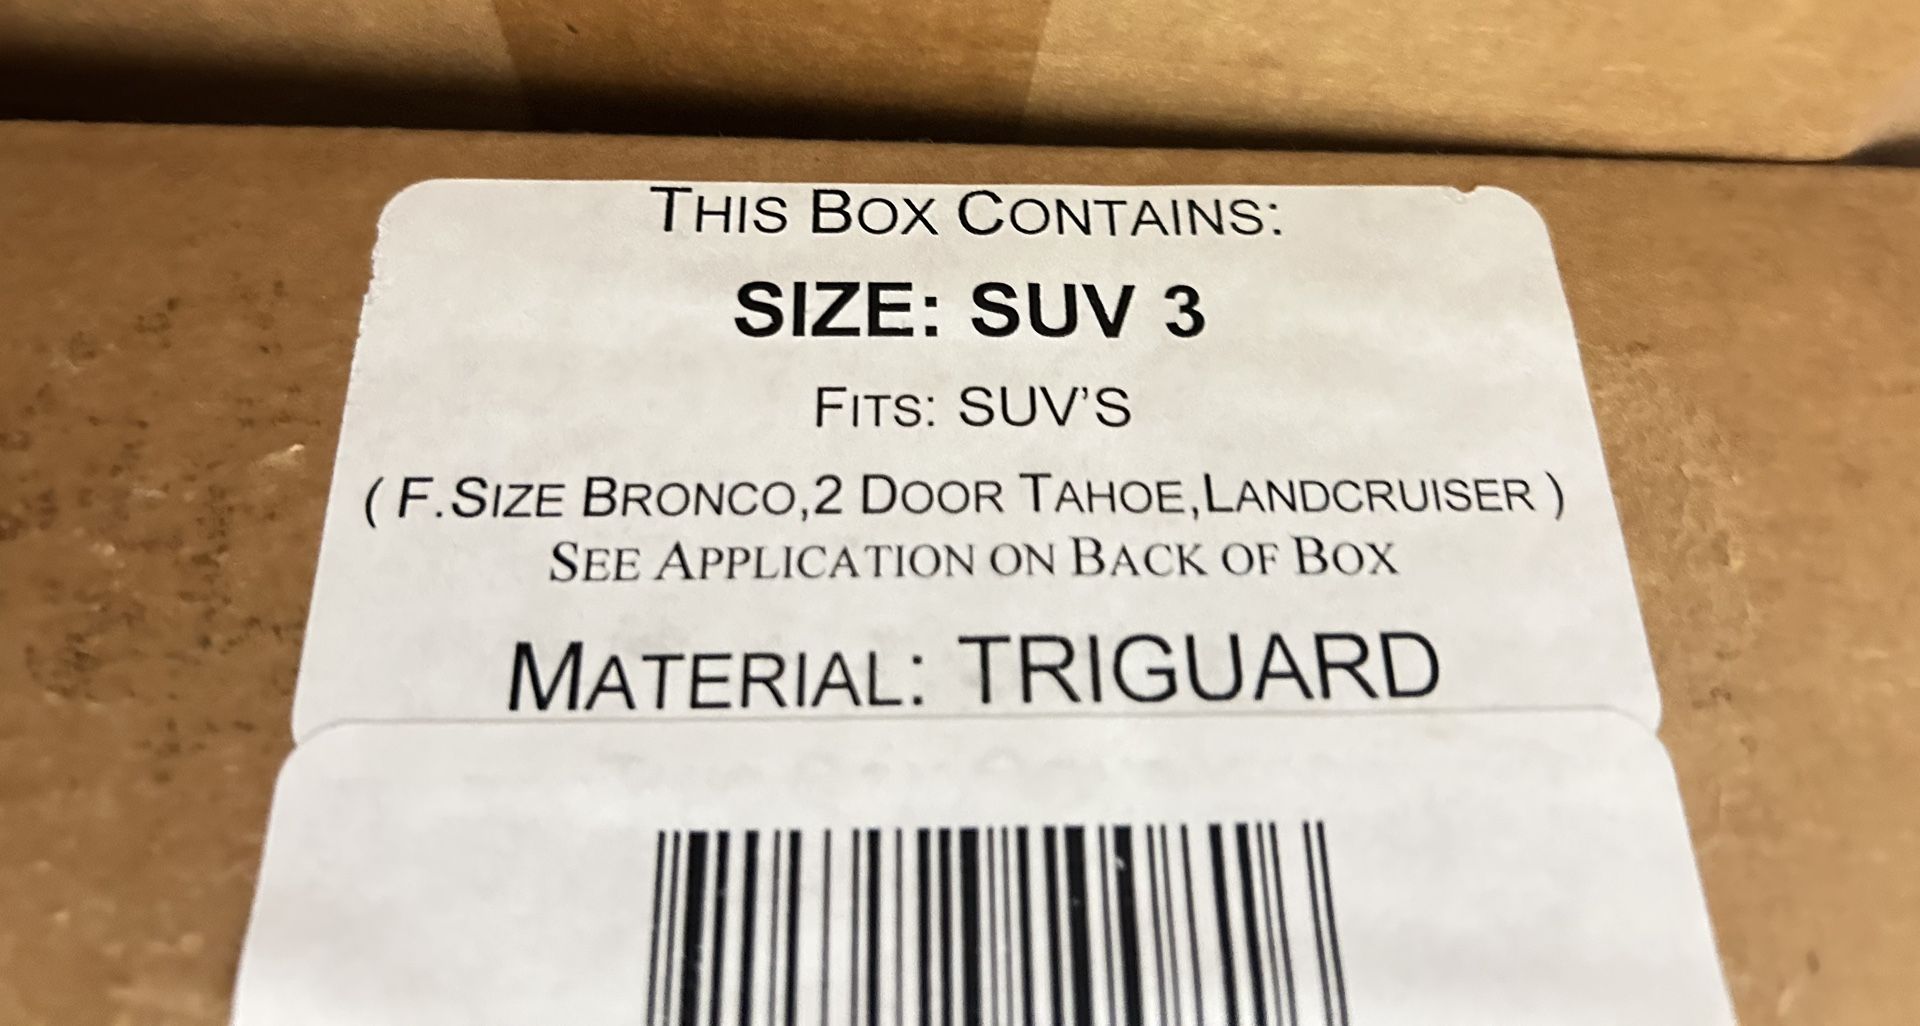 THIS BOX CONTAINS:
SIZE: SUV 3
FITS: SUV'S
( F.SIZE BRONCO,2 DOOR TAHOE,LANDCRUISER )
SEE APPLICATION ON BACK OF BOX
MATERIAL: TRIGUARD